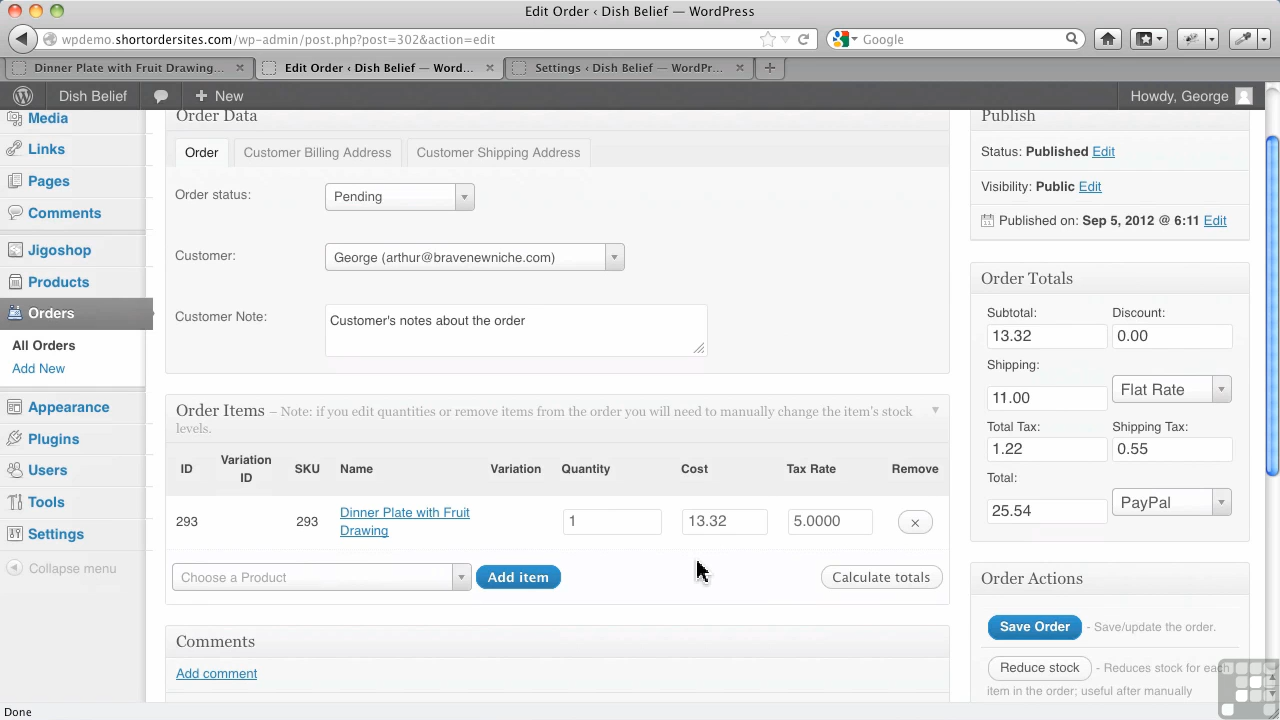 Edit Order ‹ Dish Belief — WordPress
wpdemo.shortordersites.com/wp-admin/post.php?post=302&action=edit
Google
Dinner Plate with Fruit Drawing...
Edit Order ‹ Dish Belief — Word...
Settings ‹ Dish Belief — WordPr...
Dish Belief
New
Howdy, George
Media
Links
Pages
Comments
Jigoshop
Products
Orders
All Orders
Add New
Appearance
Plugins
Users
Tools
Settings
Collapse menu
Order Data
Order
Customer Billing Address
Customer Shipping Address
Order status:
Pending
Customer:
George (arthur@bravenewniche.com)
Customer Note:
Customer's notes about the order
Order Items – Note: if you edit quantities or remove items from the order you will need to manually change the item's stock
levels.
ID Variation ID SKU Name Variation Quantity Cost Tax Rate Remove
293 293 Dinner Plate with Fruit 1 13.32 5.0000 ×
Drawing
Choose a Product
Add item
Calculate totals
Comments
Add comment
Publish
Status: Published Edit
Visibility: Public Edit
Published on: Sep 5, 2012 @ 6:11 Edit
Order Totals
Subtotal: Discount:
13.32 0.00
Shipping:
11.00 Flat Rate
Total Tax: Shipping Tax:
1.22 0.55
Total:
25.54 PayPal
Order Actions
Save Order - Save/update the order.
Reduce stock - Reduces stock for each
item in the order; useful after manually
Done